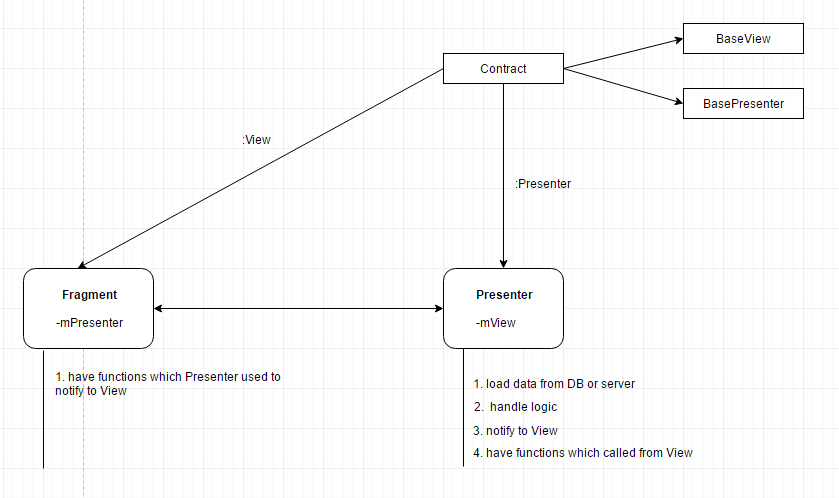 BaseView
Contract
BasePresenter
:View
:Presenter
Fragment
-mPresenter
Presenter
-mView
1. have functions which Presenter used to
notify to View
1. load data from DB or server
2. handle logic
3. notify to View
4. have functions which called from View